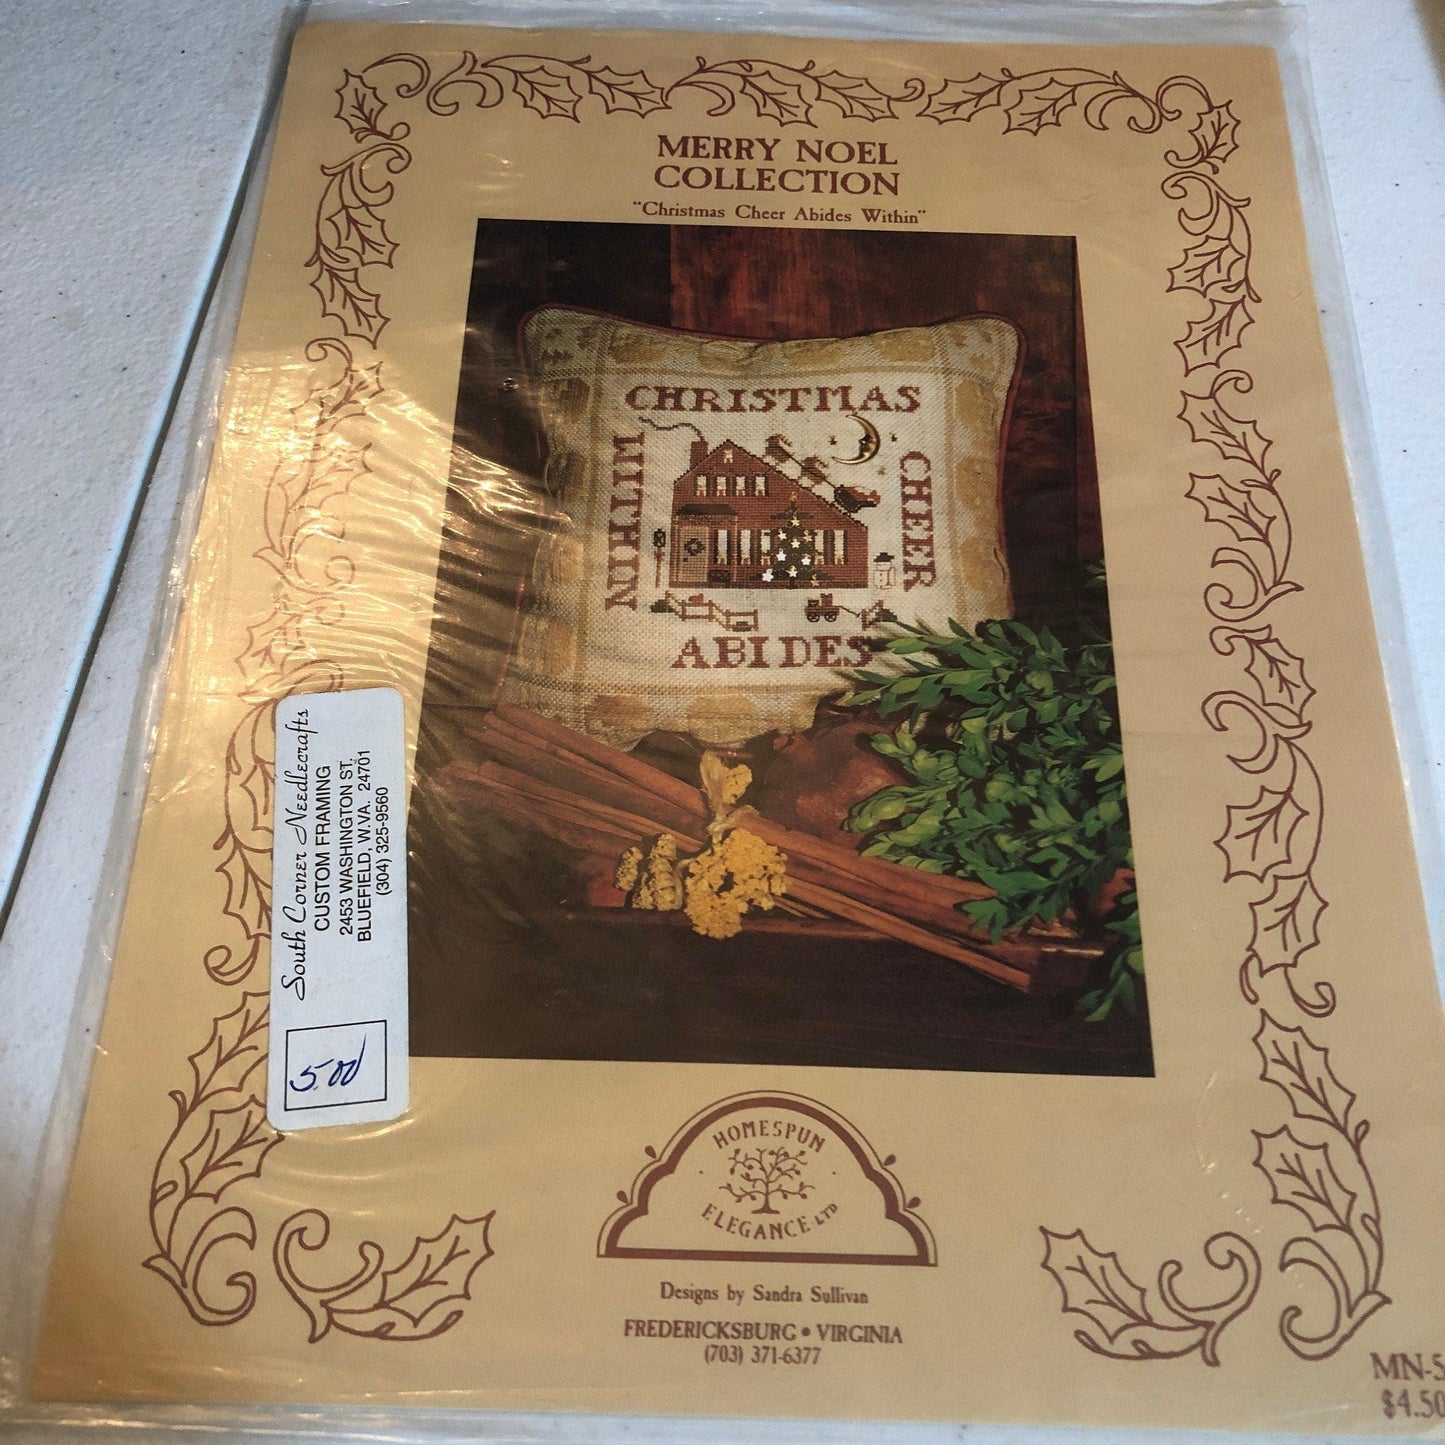 MERRY NOEL
COLLECTION
"Christmas Cheer Abides Within"
CHRISTMAS
CHEER
ABIDES
WITHIN
South Corner Needlecrafts
CUSTOM FRAMING
2453 WASHINGTON ST.
BLUEFIELD, W.VA. 24701
(304) 325-9560
5.00
HOMESPUN
ELEGANCE LTD
Designs by Sandra Sullivan
FREDERICKSBURG • VIRGINIA
(703) 371-6377
MN-5
$4.50